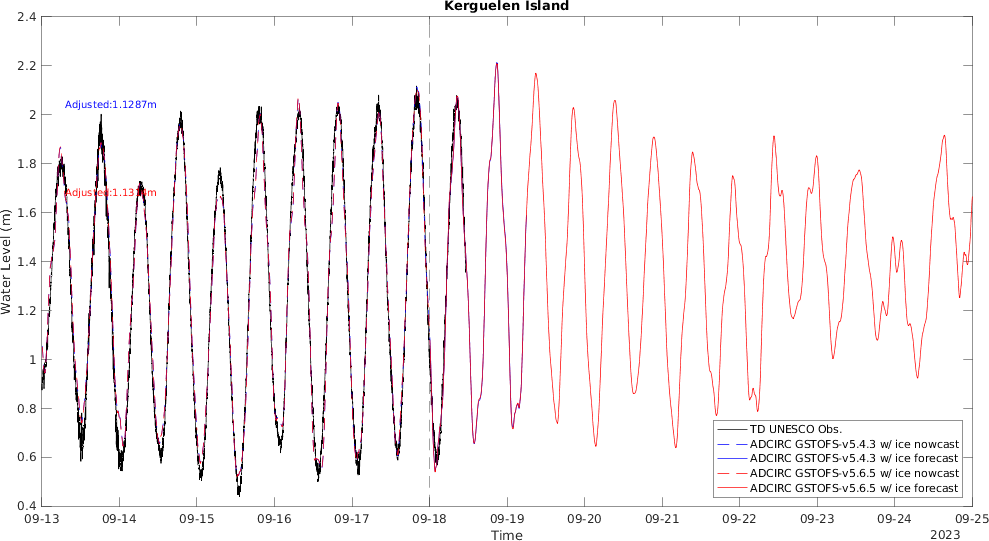 Kerguelen Island
2.4
2.2
2
1.8
1.6
1.4
1.2
1
0.8
0.6
0.4
Water Level (m)
Adjusted:1.1287m
TD UNESCO Obs.
ADCIRC GSTOFS-v5.4.3 w/ ice nowcast
ADCIRC GSTOFS-v5.4.3 w/ ice forecast
ADCIRC GSTOFS-v5.6.5 w/ ice nowcast
ADCIRC GSTOFS-v5.6.5 w/ ice forecast
09-13 09-14 09-15 09-16 09-17 09-18 09-19 09-20 09-21 09-22 09-23 09-24 09-25
Time
2023